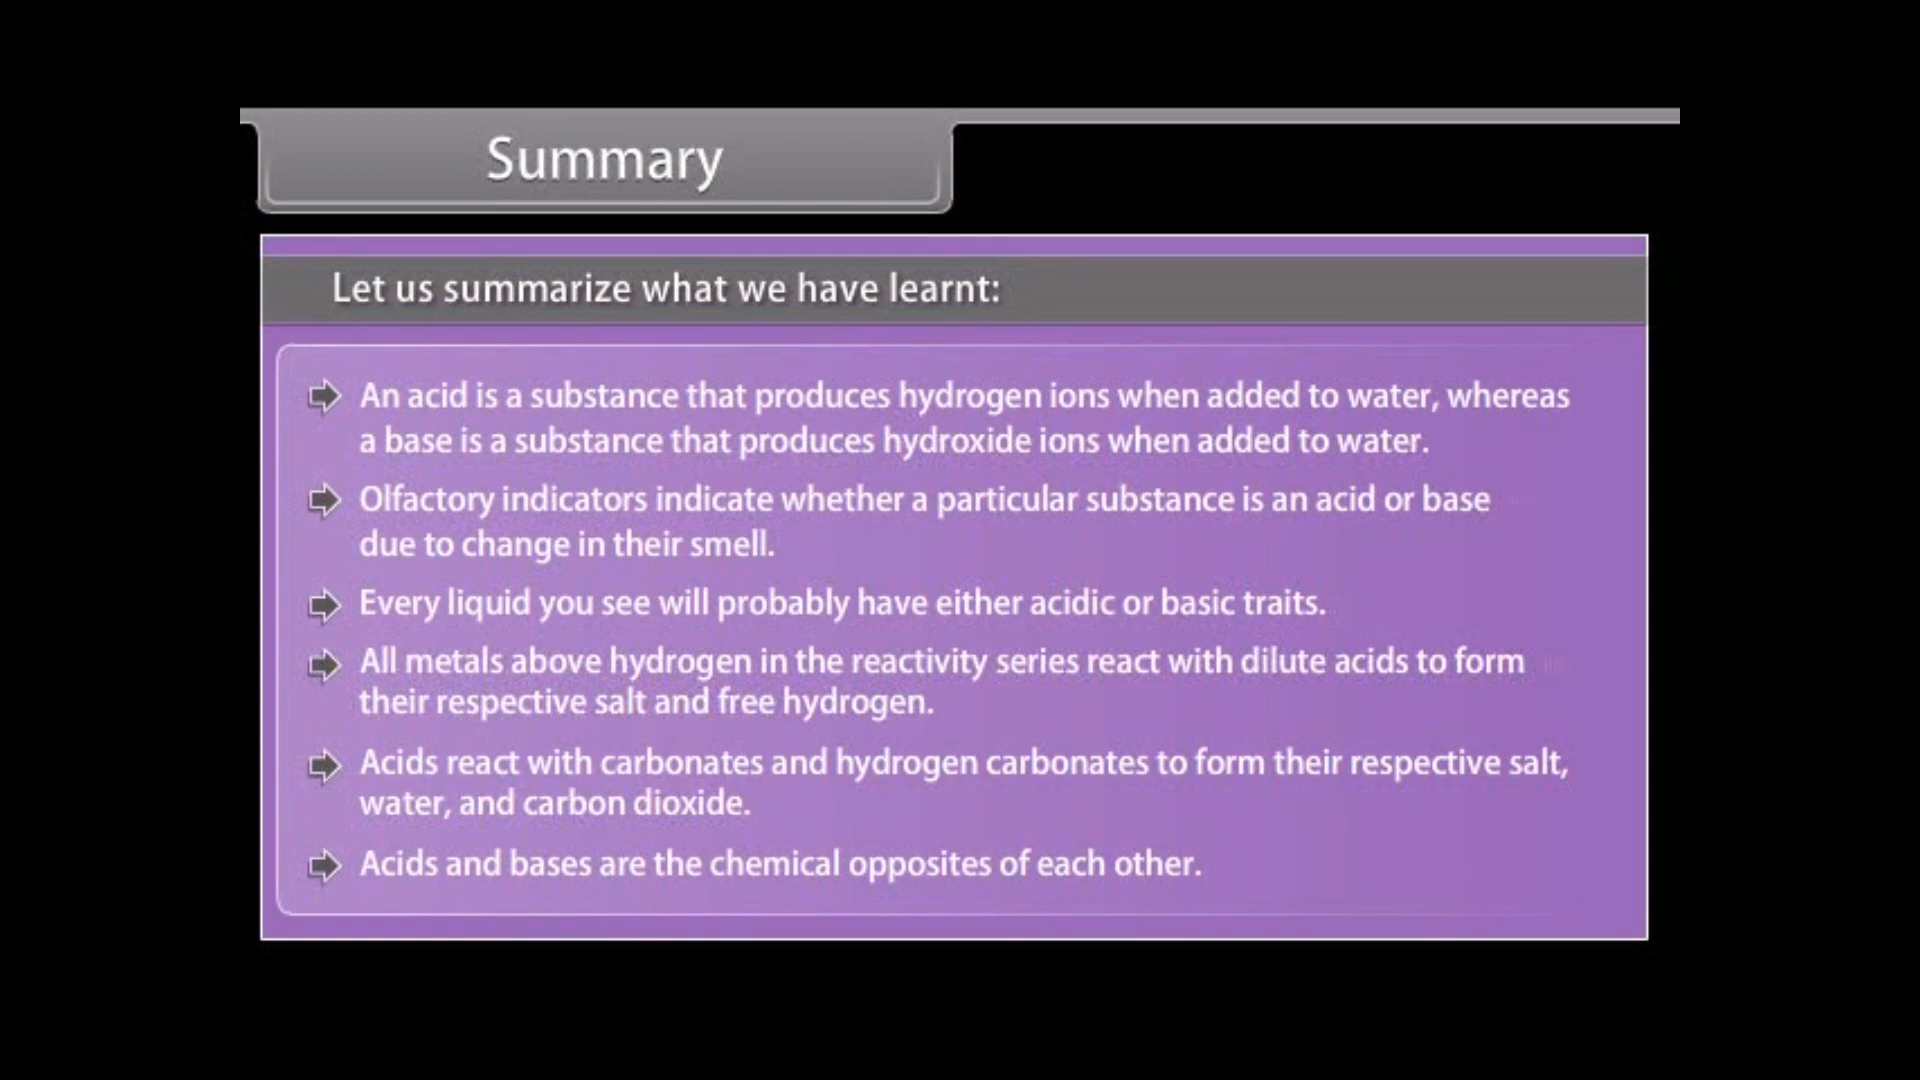 Summary
Let us summarize what we have learnt:
An acid is a substance that produces hydrogen ions when added to water, whereas
a base is a substance that produces hydroxide ions when added to water.
Olfactory indicators indicate whether a particular substance is an acid or base
due to change in their smell.
Every liquid you see will probably have either acidic or basic traits.
All metals above hydrogen in the reactivity series react with dilute acids to form
their respective salt and free hydrogen.
Acids react with carbonates and hydrogen carbonates to form their respective salt,
water, and carbon dioxide.
Acids and bases are the chemical opposites of each other.